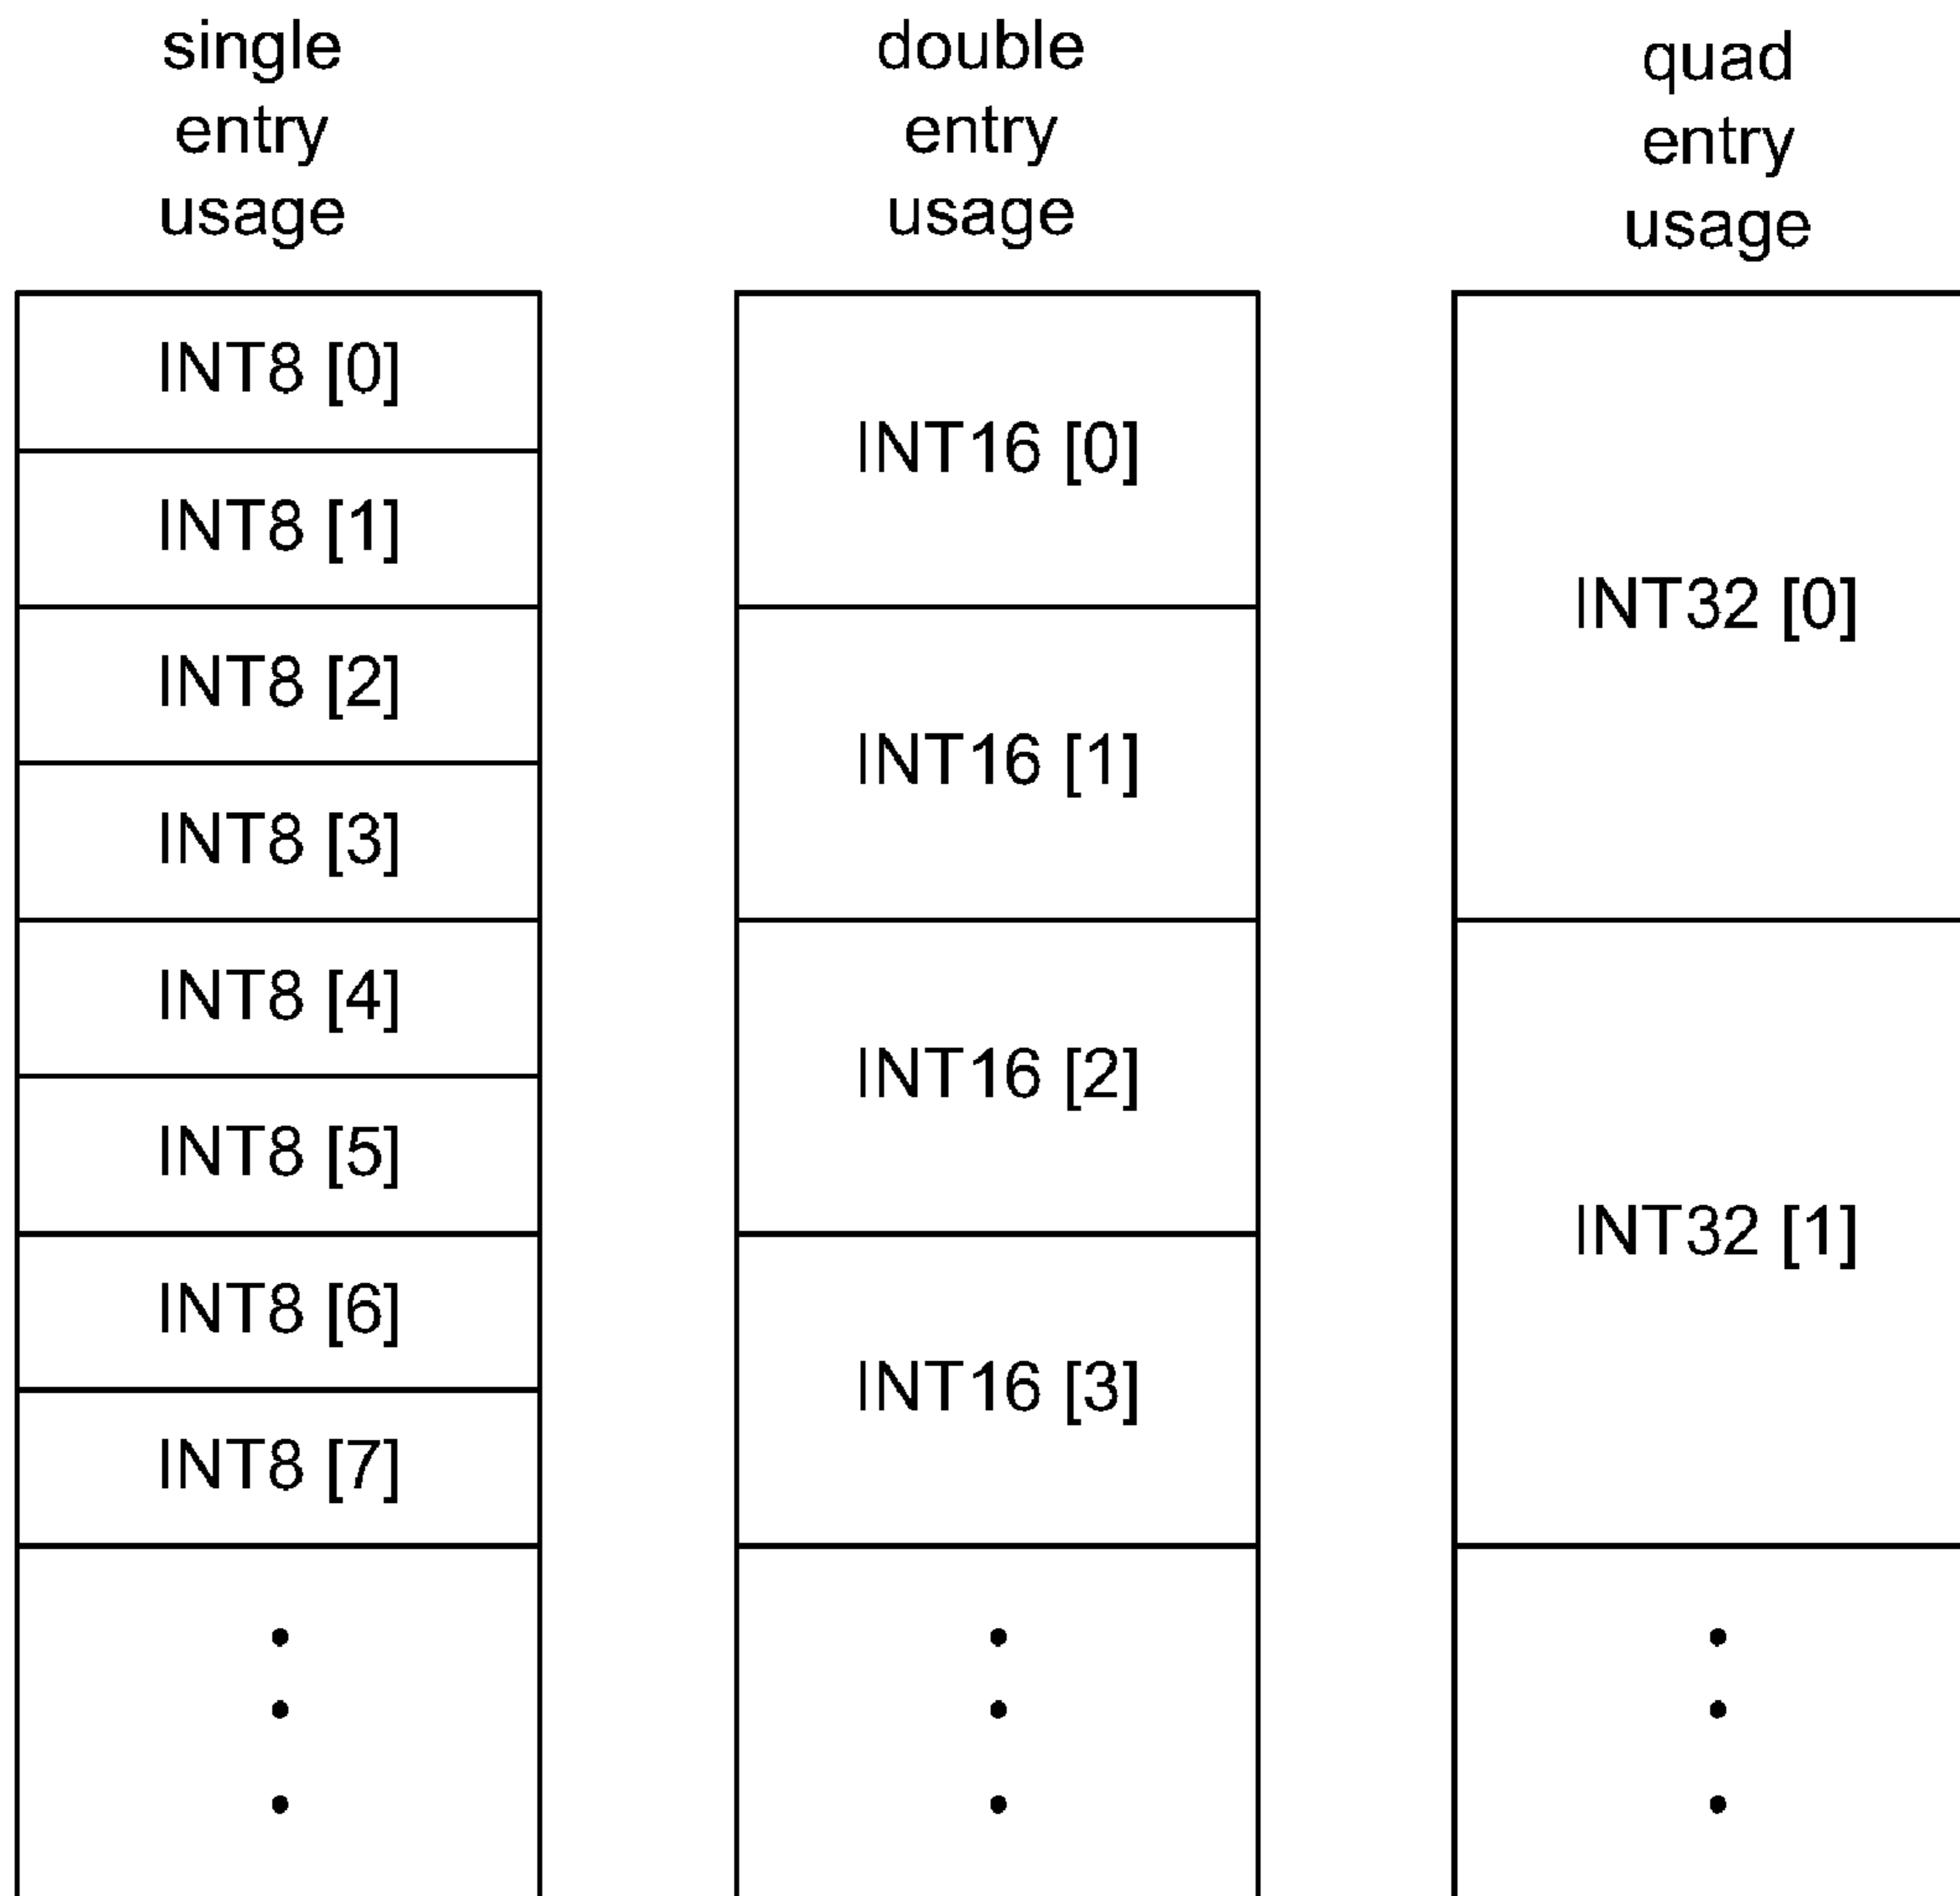 single
entry
usage
INT8 [0]
INT8 [1]
INT8 [2]
INT8 [3]
INT8 [4]
INT8 [5]
INT8 [6]
INT8 [7]
double
entry
usage
INT16 [0]
INT16 [1]
INT16 [2]
INT16 [3]
quad
entry
usage
INT32 [0]
INT32 [1]